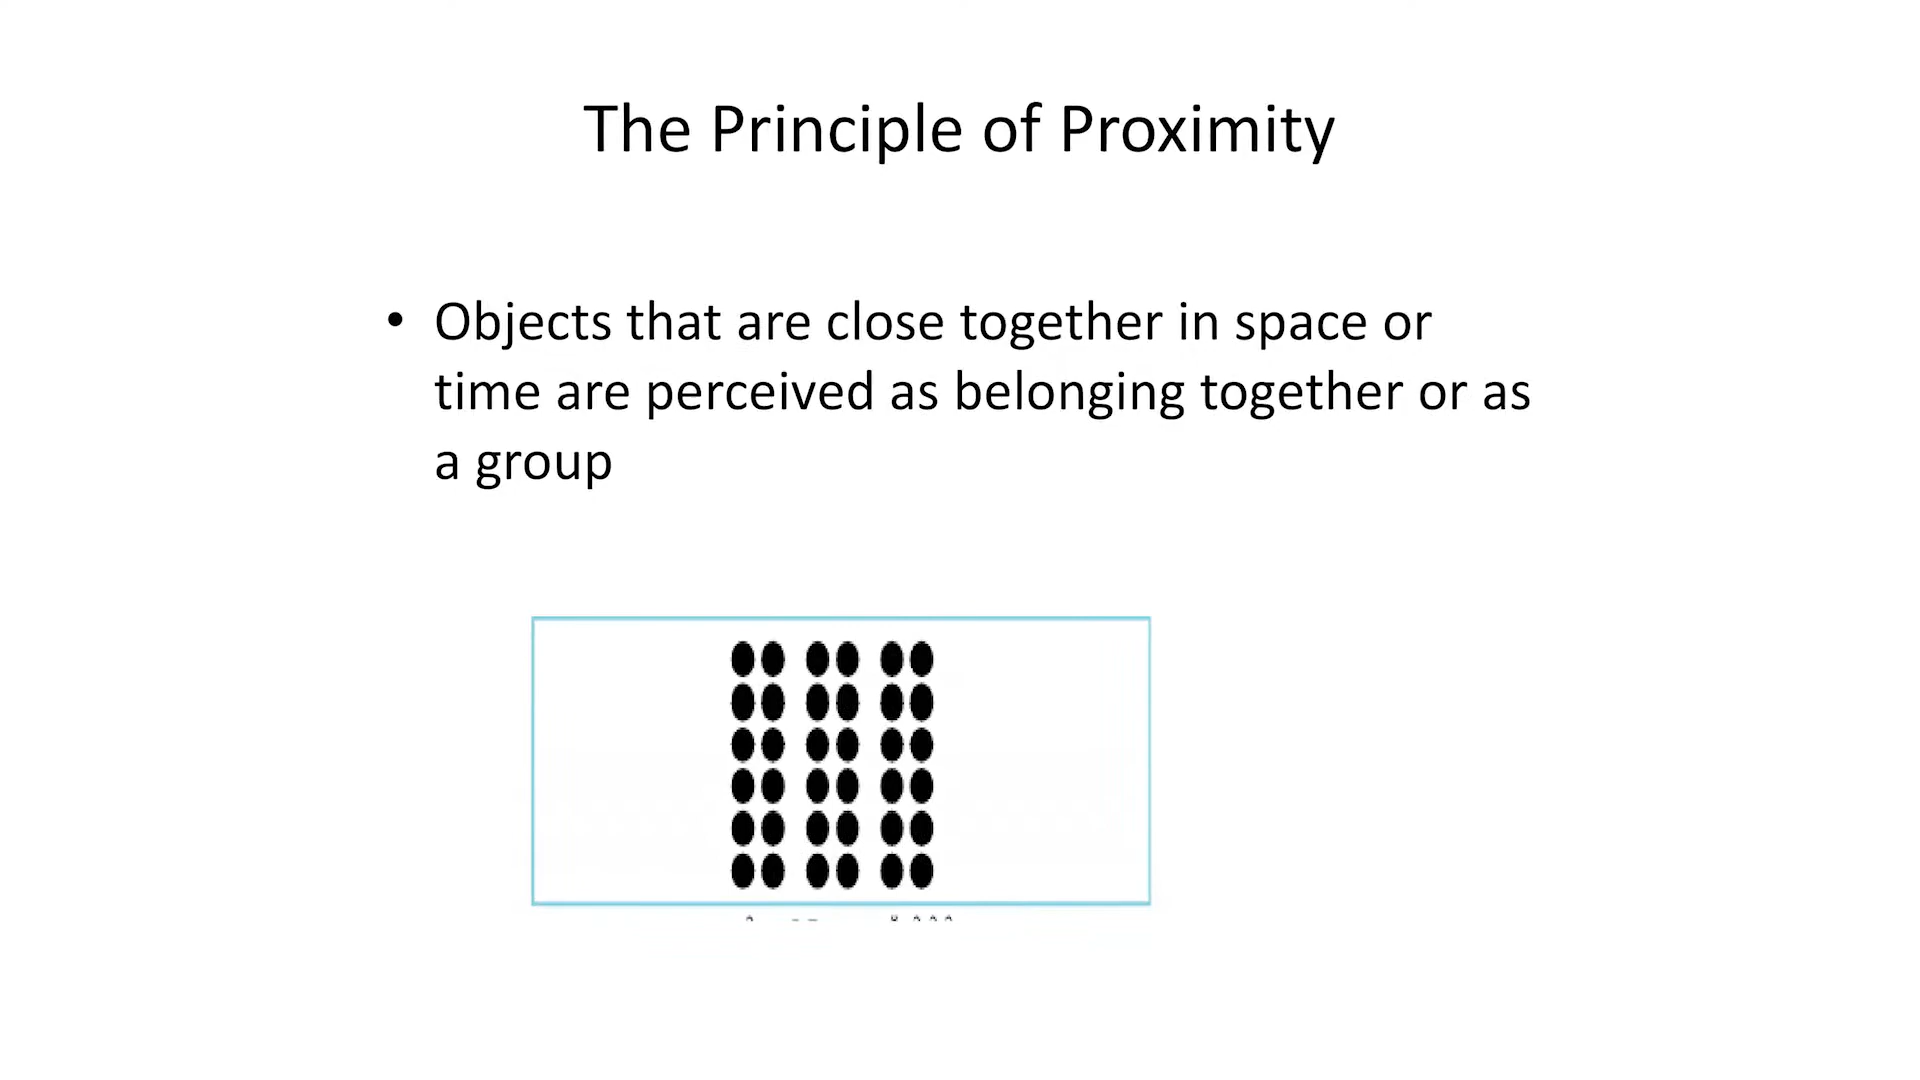 The Principle of Proximity
• Objects that are close together in space or
time are perceived as belonging together or as
a group